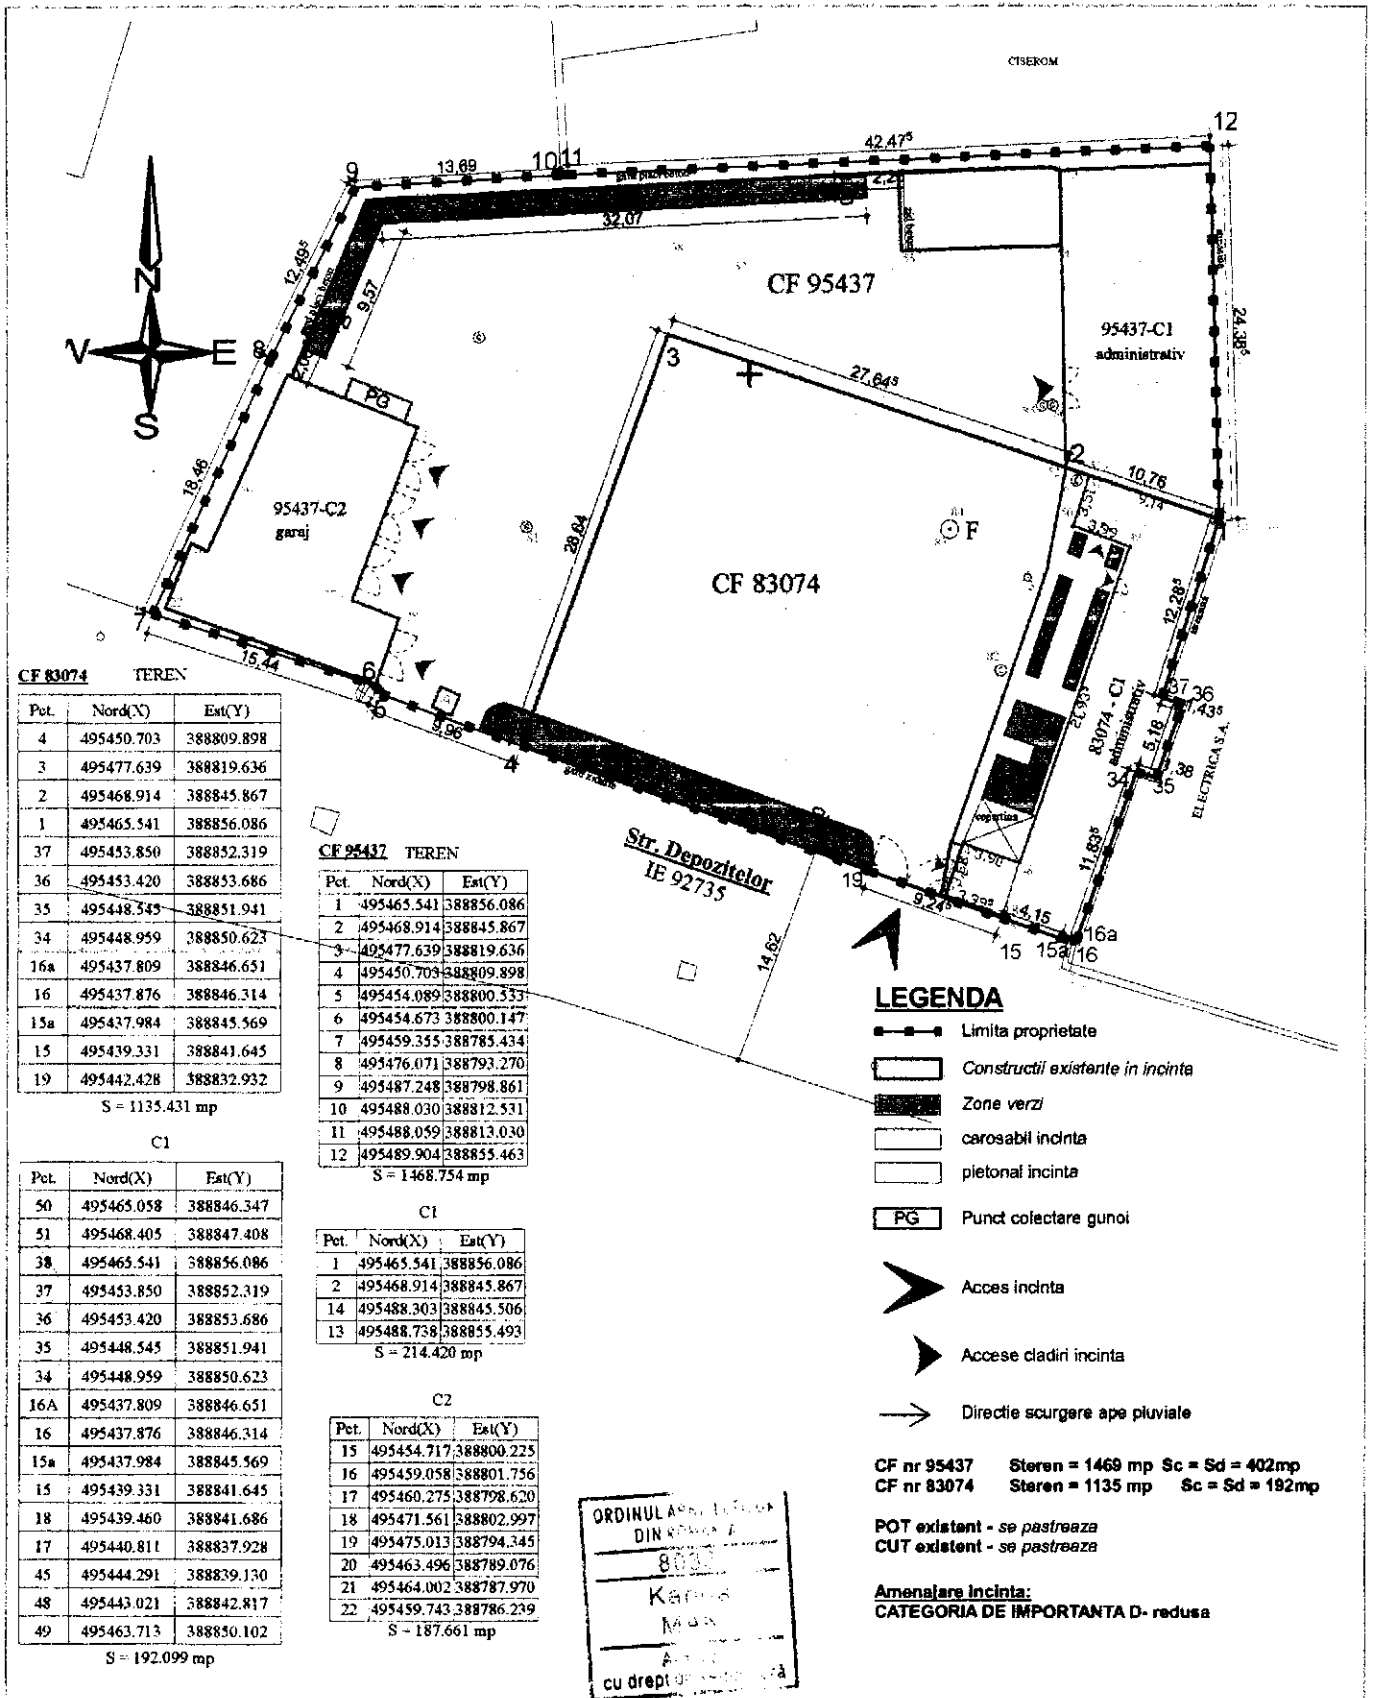 CISEROM
12
42,47⁵
9
13,69
10
11
2,2
32,07
12,49⁵
9,57
CF 95437
N
E
S
8
95437-C1
administrativ
24,38⁵
3
27,64⁵
PG
2
10,76
9,14
18,46
3,51
3,99
95437-C2
garaj
28,64
F
CF 83074
12,28⁵
7
15,44
6
37
36
1,43⁵
83074 - C1
administrativ
21,93⁵
5,18
34
35
38
ELECTRICA S.A.
9,96
4
gard existent
copertina
3,90
11,83⁵
Str. Depozitelor
IE 92735
19
9,24⁵
4,15
15
15a
16a
16
14,62
CF 83074 TEREN
Pct. Nord(X) Est(Y)
4 495450.703 388809.898
3 495477.639 388819.636
2 495468.914 388845.867
1 495465.541 388856.086
37 495453.850 388852.319
36 495453.420 388853.686
35 495448.545 388851.941
34 495448.959 388850.623
16a 495437.809 388846.651
16 495437.876 388846.314
15a 495437.984 388845.569
15 495439.331 388841.645
19 495442.428 388832.932
S = 1135.431 mp
C1
Pct. Nord(X) Est(Y)
50 495465.058 388846.347
51 495468.405 388847.408
38 495465.541 388856.086
37 495453.850 388852.319
36 495453.420 388853.686
35 495448.545 388851.941
34 495448.959 388850.623
16A 495437.809 388846.651
16 495437.876 388846.314
15a 495437.984 388845.569
15 495439.331 388841.645
18 495439.460 388841.686
17 495440.811 388837.928
45 495444.291 388839.130
48 495443.021 388842.817
49 495463.713 388850.102
S = 192.099 mp
CF 95437 TEREN
Pct. Nord(X) Est(Y)
1 495465.541 388856.086
2 495468.914 388845.867
3 495477.639 388819.636
4 495450.703 388809.898
5 495454.089 388800.533
6 495454.673 388800.147
7 495459.355 388785.434
8 495476.071 388793.270
9 495487.248 388798.861
10 495488.030 388812.531
11 495488.059 388813.030
12 495489.904 388855.463
S = 1468.754 mp
C1
Pct. Nord(X) Est(Y)
1 495465.541 388856.086
2 495468.914 388845.867
14 495488.303 388845.506
13 495488.738 388855.493
S = 214.420 mp
C2
Pct. Nord(X) Est(Y)
15 495454.717 388800.225
16 495459.058 388801.756
17 495460.275 388798.620
18 495471.561 388802.997
19 495475.013 388794.345
20 495463.496 388789.076
21 495464.002 388787.970
22 495459.743 388786.239
S = 187.661 mp
LEGENDA
Limita proprietate
Constructii existente in incinta
Zone verzi
carosabil incinta
pietonal incinta
PG Punct colectare gunoi
Acces incinta
Accese cladiri incinta
Directie scurgere ape pluviale
CF nr 95437 Steren = 1469 mp Sc = Sd = 402mp
CF nr 83074 Steren = 1135 mp Sc = Sd = 192mp
POT existent - se pastreaza
CUT existent - se pastreaza
Amenajare incinta:
CATEGORIA DE IMPORTANTA D- redusa
ORDINUL
DIN
cu drept